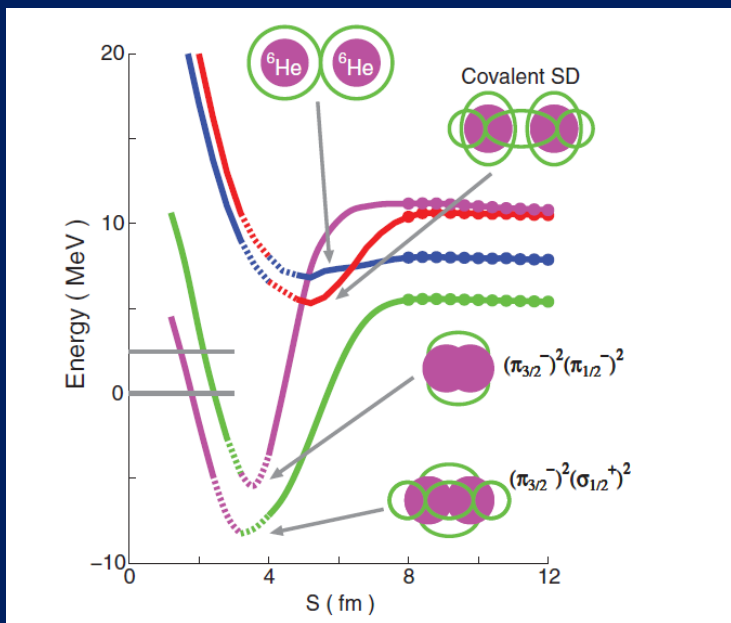 20
10
0
−10
0
4
8
12
Energy ( MeV )
S ( fm )
⁶He ⁶He
Covalent SD
(π₃/₂⁻)²(π₁/₂⁻)²
(π₃/₂⁻)²(σ₁/₂⁺)²